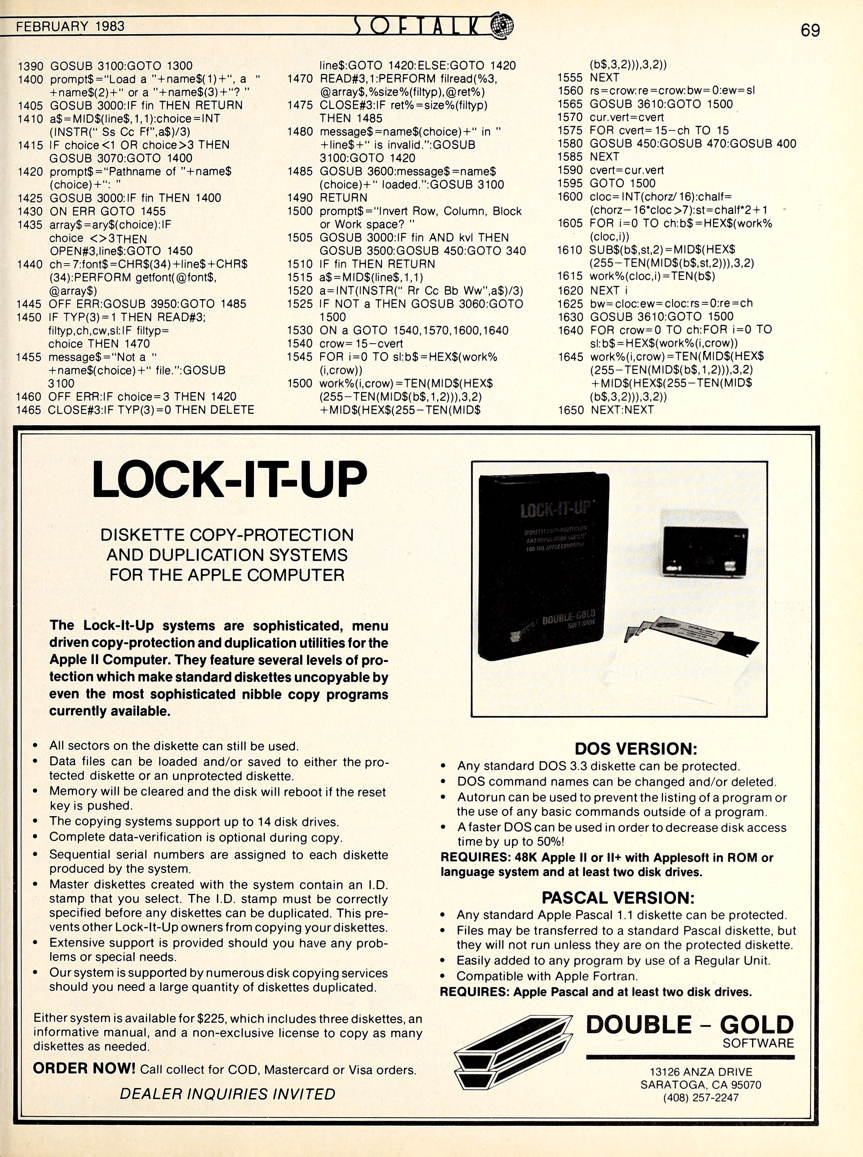 FEBRUARY 1983
SOFTALK
69
1390 GOSUB 3100:GOTO 1300
1400 prompt$="Load a "+name$(1)+", a "
+name$(2)+" or a "+name$(3)+"? "
1405 GOSUB 3000:IF fin THEN RETURN
1410 a$=MID$(line$,1,1):choice=INT
(INSTR(" Ss Cc Ff",a$)/3)
1415 IF choice<1 OR choice>3 THEN
GOSUB 3070:GOTO 1400
1420 prompt$="Pathname of "+name$
(choice)+": "
1425 GOSUB 3000:IF fin THEN 1400
1430 ON ERR GOTO 1455
1435 array$=ary$(choice):IF
choice <>3THEN
OPEN#3,line$:GOTO 1450
1440 ch=7:font$=CHR$(34)+line$+CHR$
(34):PERFORM getfont(@font$,
@array$)
1445 OFF ERR:GOSUB 3950:GOTO 1485
1450 IF TYP(3)=1 THEN READ#3;
filtyp,ch,cw,sl:IF filtyp=
choice THEN 1470
1455 message$="Not a "
+name$(choice)+" file.":GOSUB
3100
1460 OFF ERR:IF choice=3 THEN 1420
1465 CLOSE#3:IF TYP(3)=0 THEN DELETE
line$:GOTO 1420:ELSE:GOTO 1420
1470 READ#3,1:PERFORM filread(%3,
@array$,%size%(filtyp),@ret%)
1475 CLOSE#3:IF ret%=size%(filtyp)
THEN 1485
1480 message$=name$(choice)+" in "
+line$+" is invalid.":GOSUB
3100:GOTO 1420
1485 GOSUB 3600:message$=name$
(choice)+" loaded.":GOSUB 3100
1490 RETURN
1500 prompt$="Invert Row, Column, Block
or Work space? "
1505 GOSUB 3000:IF fin AND kvl THEN
GOSUB 3500:GOSUB 450:GOTO 340
1510 IF fin THEN RETURN
1515 a$=MID$(line$,1,1)
1520 a=INT(INSTR(" Rr Cc Bb Ww",a$)/3)
1525 IF NOT a THEN GOSUB 3060:GOTO
1500
1530 ON a GOTO 1540,1570,1600,1640
1540 crow= 15-cvert
1545 FOR i=0 TO sl:b$=HEX$(work%
(i,crow))
1500 work%(i,crow)=TEN(MID$(HEX$
(255-TEN(MID$(b$,1,2))),3,2)
+MID$(HEX$(255-TEN(MID$
(b$,3,2))),3,2))
1555 NEXT
1560 rs=crow:re=crow:bw=0:ew=sl
1565 GOSUB 3610:GOTO 1500
1570 cur.vert=cvert
1575 FOR cvert=15-ch TO 15
1580 GOSUB 450:GOSUB 470:GOSUB 400
1585 NEXT
1590 cvert=cur.vert
1595 GOTO 1500
1600 cloc=INT(chorz/16):chalf=
(chorz-16*cloc>7):st=chalf*2+1
1605 FOR i=0 TO ch:b$=HEX$(work%
(cloc,i))
1610 SUB$(b$,st,2)=MID$(HEX$
(255-TEN(MID$(b$,st,2))),3,2)
1615 work%(cloc,i)=TEN(b$)
1620 NEXT i
1625 bw=cloc:ew=cloc:rs=0:re=ch
1630 GOSUB 3610:GOTO 1500
1640 FOR crow=0 TO ch:FOR i=0 TO
sl:b$=HEX$(work%(i,crow))
1645 work%(i,crow)=TEN(MID$(HEX$
(255-TEN(MID$(b$,1,2))),3,2)
+MID$(HEX$(255-TEN(MID$
(b$,3,2))),3,2))
1650 NEXT:NEXT
LOCK-IT-UP
DISKETTE COPY-PROTECTION
AND DUPLICATION SYSTEMS
FOR THE APPLE COMPUTER
The Lock-It-Up systems are sophisticated, menu
driven copy-protection and duplication utilities for the
Apple II Computer. They feature several levels of pro-
tection which make standard diskettes uncopyable by
even the most sophisticated nibble copy programs
currently available.
• All sectors on the diskette can still be used.
• Data files can be loaded and/or saved to either the pro-
tected diskette or an unprotected diskette.
• Memory will be cleared and the disk will reboot if the reset
key is pushed.
• The copying systems support up to 14 disk drives.
• Complete data-verification is optional during copy.
• Sequential serial numbers are assigned to each diskette
produced by the system.
• Master diskettes created with the system contain an I.D.
stamp that you select. The I.D. stamp must be correctly
specified before any diskettes can be duplicated. This pre-
vents other Lock-It-Up owners from copying your diskettes.
• Extensive support is provided should you have any prob-
lems or special needs.
• Our system is supported by numerous disk copying services
should you need a large quantity of diskettes duplicated.
Either system is available for $225, which includes three diskettes, an
informative manual, and a non-exclusive license to copy as many
diskettes as needed.
ORDER NOW! Call collect for COD, Mastercard or Visa orders.
DEALER INQUIRIES INVITED
LOCK-IT-UP
DISKETTE COPY-PROTECTION
AND DUPLICATION SYSTEMS
FOR THE APPLE COMPUTER
DOUBLE-GOLD
SOFTWARE
DOS VERSION:
• Any standard DOS 3.3 diskette can be protected.
• DOS command names can be changed and/or deleted.
• Autorun can be used to prevent the listing of a program or
the use of any basic commands outside of a program.
• A faster DOS can be used in order to decrease disk access
time by up to 50%!
REQUIRES: 48K Apple II or II+ with Applesoft in ROM or
language system and at least two disk drives.
PASCAL VERSION:
• Any standard Apple Pascal 1.1 diskette can be protected.
• Files may be transferred to a standard Pascal diskette, but
they will not run unless they are on the protected diskette.
• Easily added to any program by use of a Regular Unit.
• Compatible with Apple Fortran.
REQUIRES: Apple Pascal and at least two disk drives.
DOUBLE - GOLD
SOFTWARE
13126 ANZA DRIVE
SARATOGA, CA 95070
(408) 257-2247